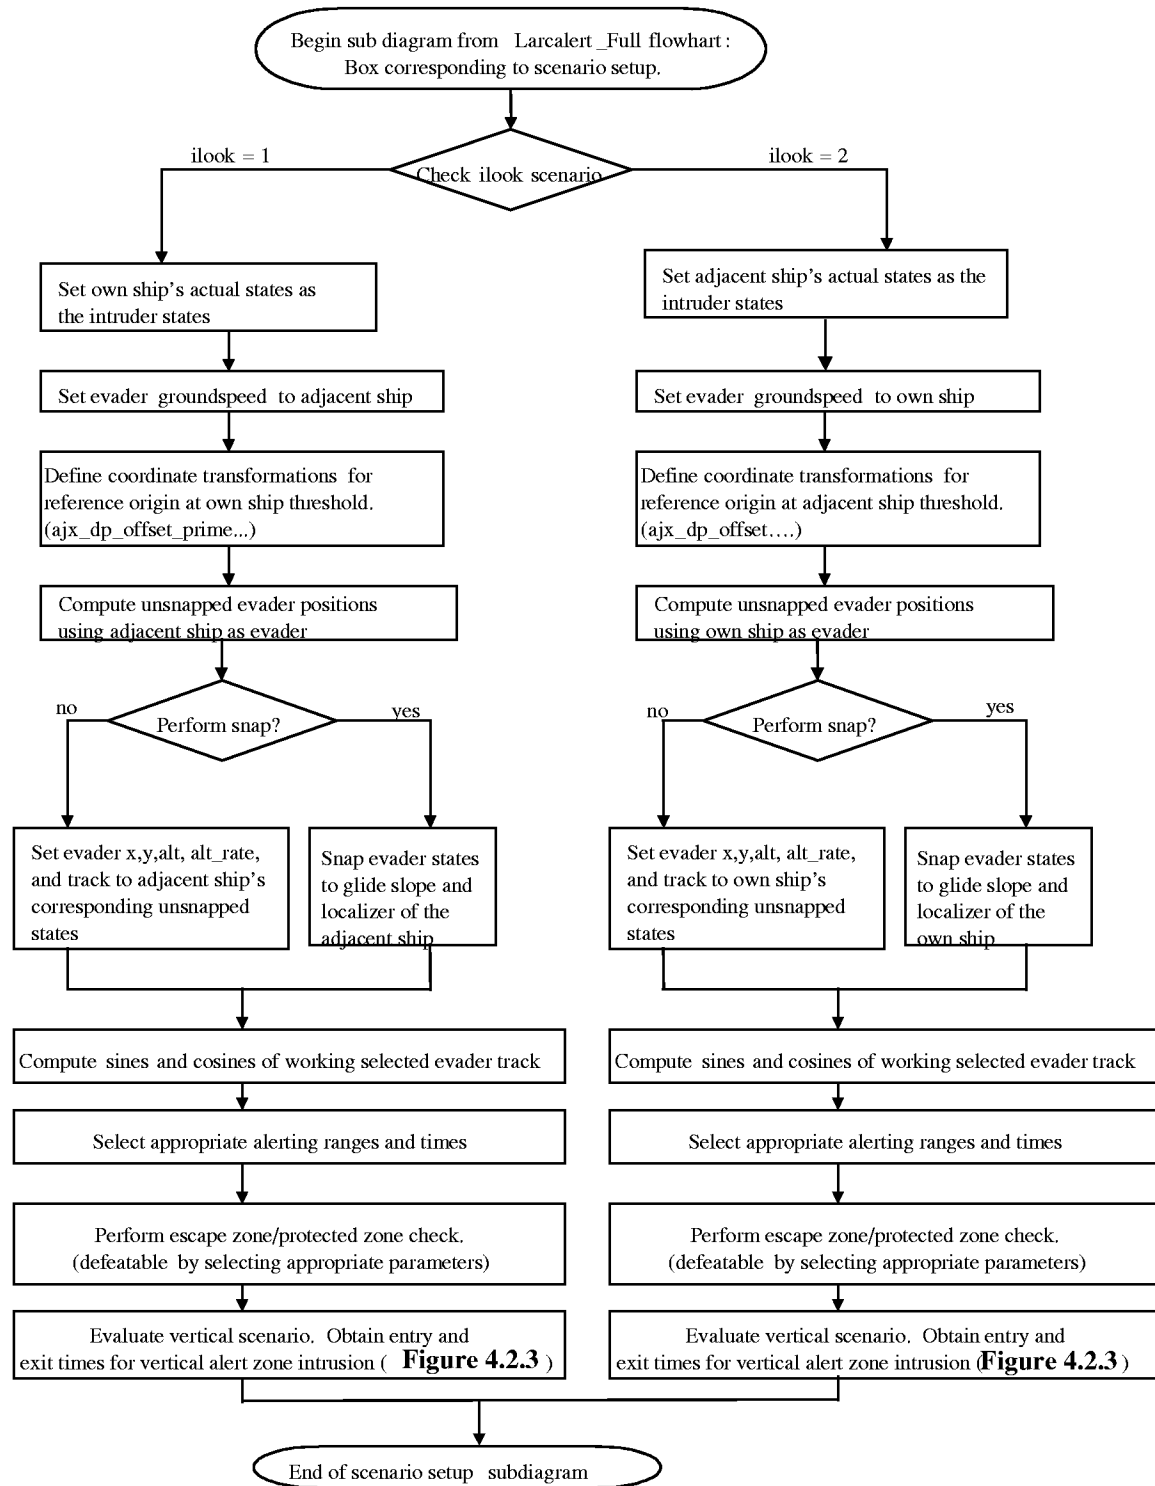 Begin sub diagram from Larcalert_Full flowhart:
Box corresponding to scenario setup.
ilook = 1
ilook = 2
Check ilook scenario
Set own ship's actual states as
the intruder states
Set evader groundspeed to adjacent ship
Define coordinate transformations for
reference origin at own ship threshold.
(ajx_dp_offset_prime...)
Compute unsnapped evader positions
using adjacent ship as evader
no
Perform snap?
yes
Set evader x,y,alt, alt_rate,
and track to adjacent ship's
corresponding unsnapped
states
Snap evader states
to glide slope and
localizer of the
adjacent ship
Compute sines and cosines of working selected evader track
Select appropriate alerting ranges and times
Perform escape zone/protected zone check.
(defeatable by selecting appropriate parameters)
Evaluate vertical scenario. Obtain entry and
exit times for vertical alert zone intrusion ( Figure 4.2.3 )
Set adjacent ship's actual states as the
intruder states
Set evader groundspeed to own ship
Define coordinate transformations for
reference origin at adjacent ship threshold.
(ajx_dp_offset....)
Compute unsnapped evader positions
using own ship as evader
no
Perform snap?
yes
Set evader x,y,alt, alt_rate,
and track to own ship's
corresponding unsnapped
states
Snap evader states
to glide slope and
localizer of the
own ship
Compute sines and cosines of working selected evader track
Select appropriate alerting ranges and times
Perform escape zone/protected zone check.
(defeatable by selecting appropriate parameters)
Evaluate vertical scenario. Obtain entry and
exit times for vertical alert zone intrusion (Figure 4.2.3 )
End of scenario setup subdiagram